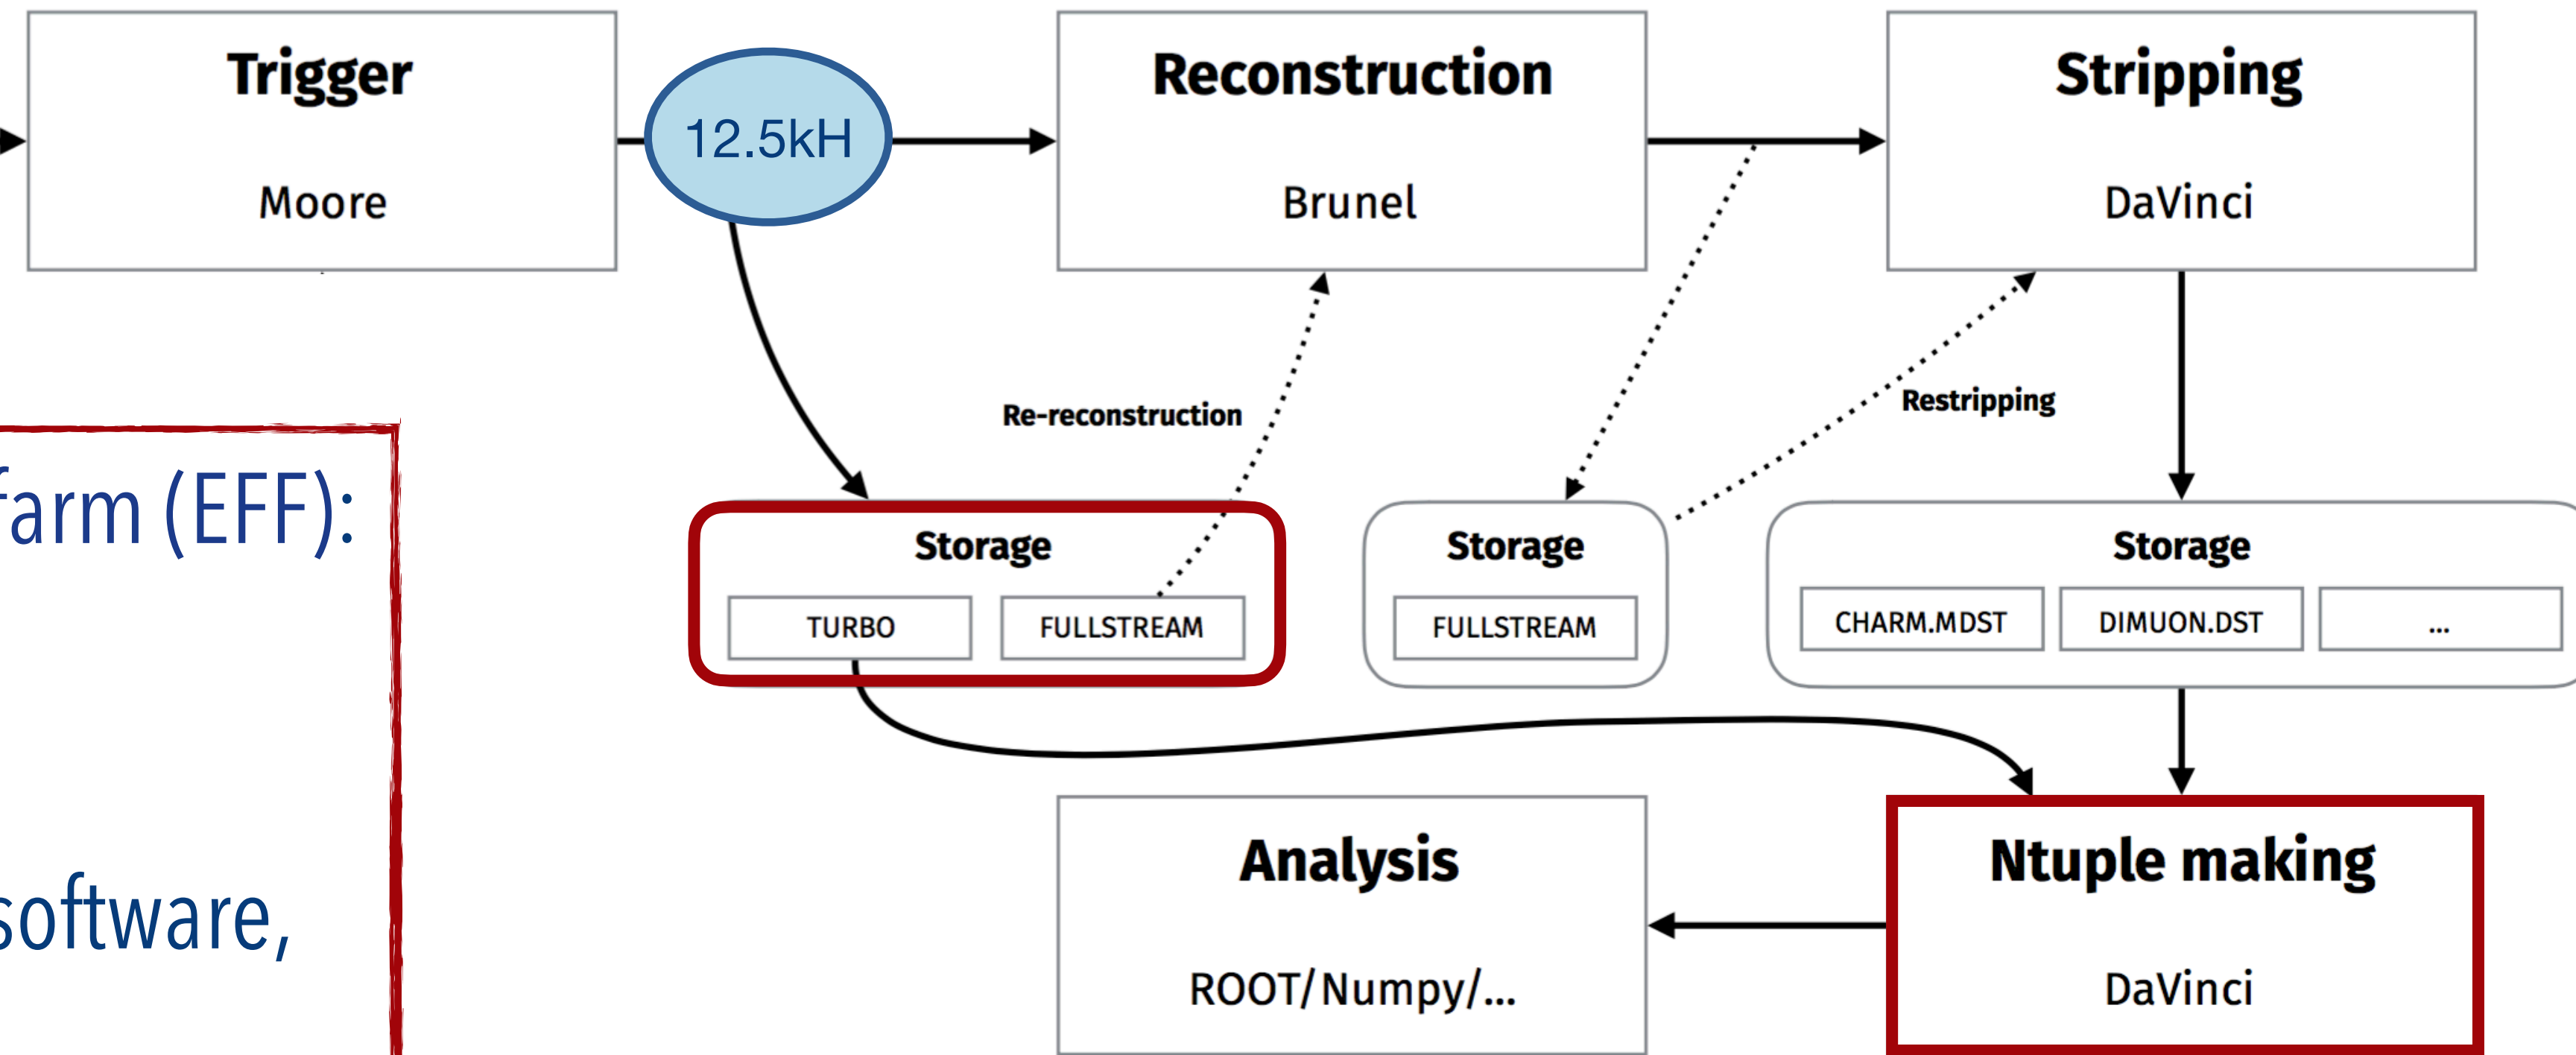 Trigger
Moore
12.5kH
Reconstruction
Brunel
Stripping
DaVinci
Re-reconstruction
Restripping
farm (EFF):
Storage
TURBO
FULLSTREAM
Storage
FULLSTREAM
Storage
CHARM.MDST
DIMUON.DST
...
software,
Analysis
ROOT/Numpy/...
Ntuple making
DaVinci